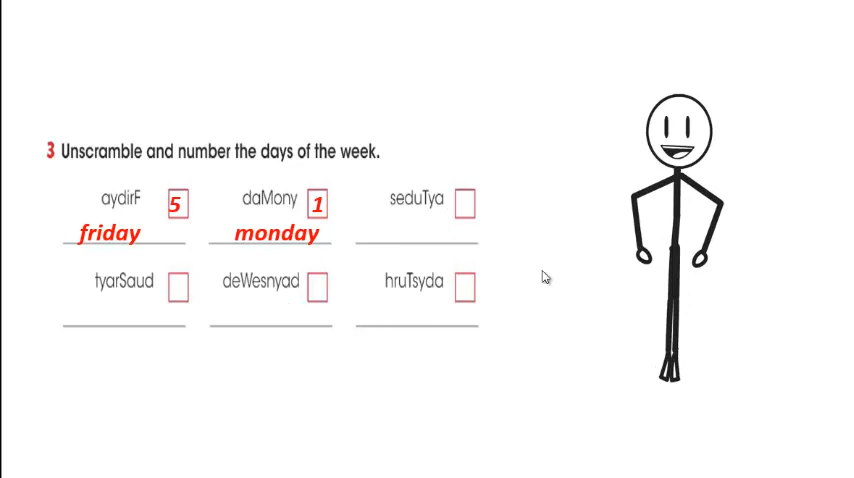 3 Unscramble and number the days of the week.
aydirF 5 daMony 1 seduTya
friday monday
tyarSaud deWesnyad hruTsyda